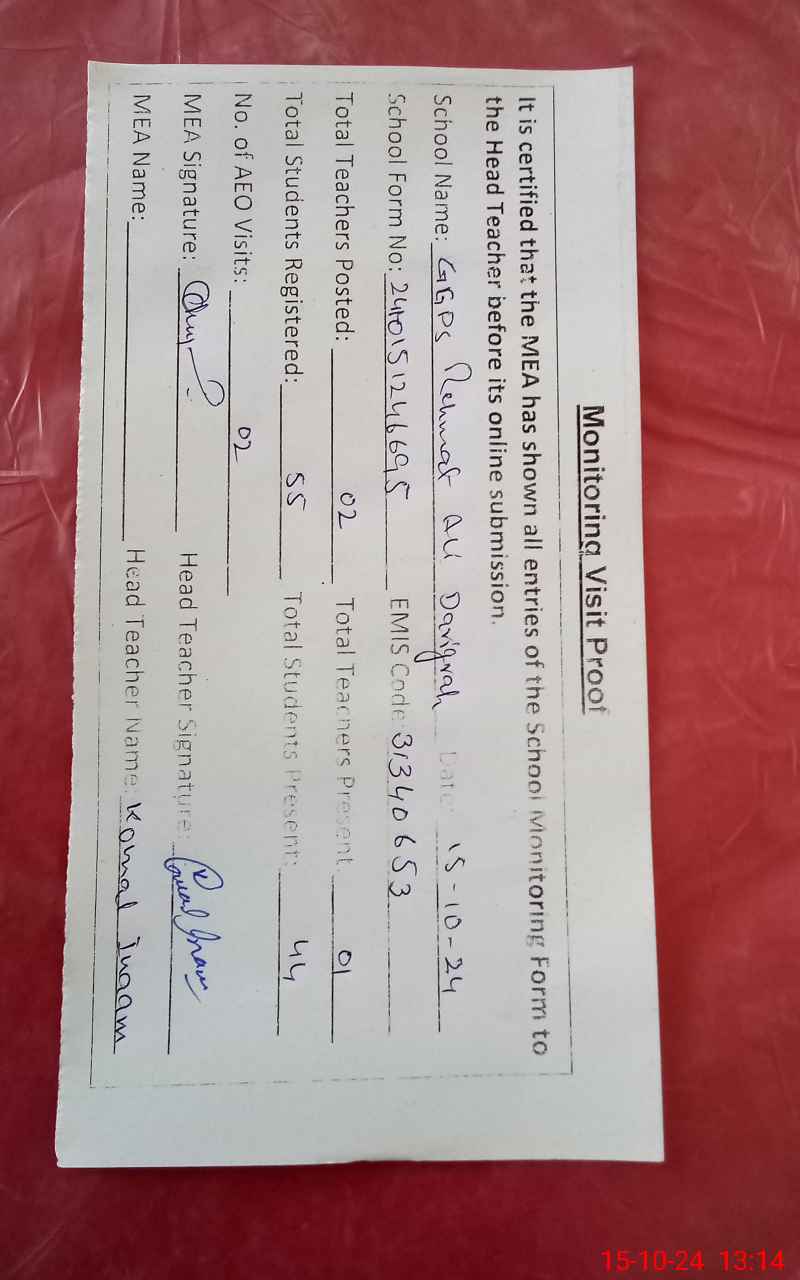 Monitoring Visit Proof
It is certified that the MEA has shown all entries of the School Monitoring Form to
the Head Teacher before its online submission.
School Name: GGPS Rehmat Ali Date: 15-10-24
School Form No: 240151246695 EMIS Code: 31340653
Total Teachers Posted: 02 Total Teachers Present: 01
Total Students Registered: 55 Total Students Present: 44
No. of AEO Visits: 02
MEA Signature: Head Teacher Signature:
MEA Name: Head Teacher Name: Komal Inaam
15-10-24 13:14